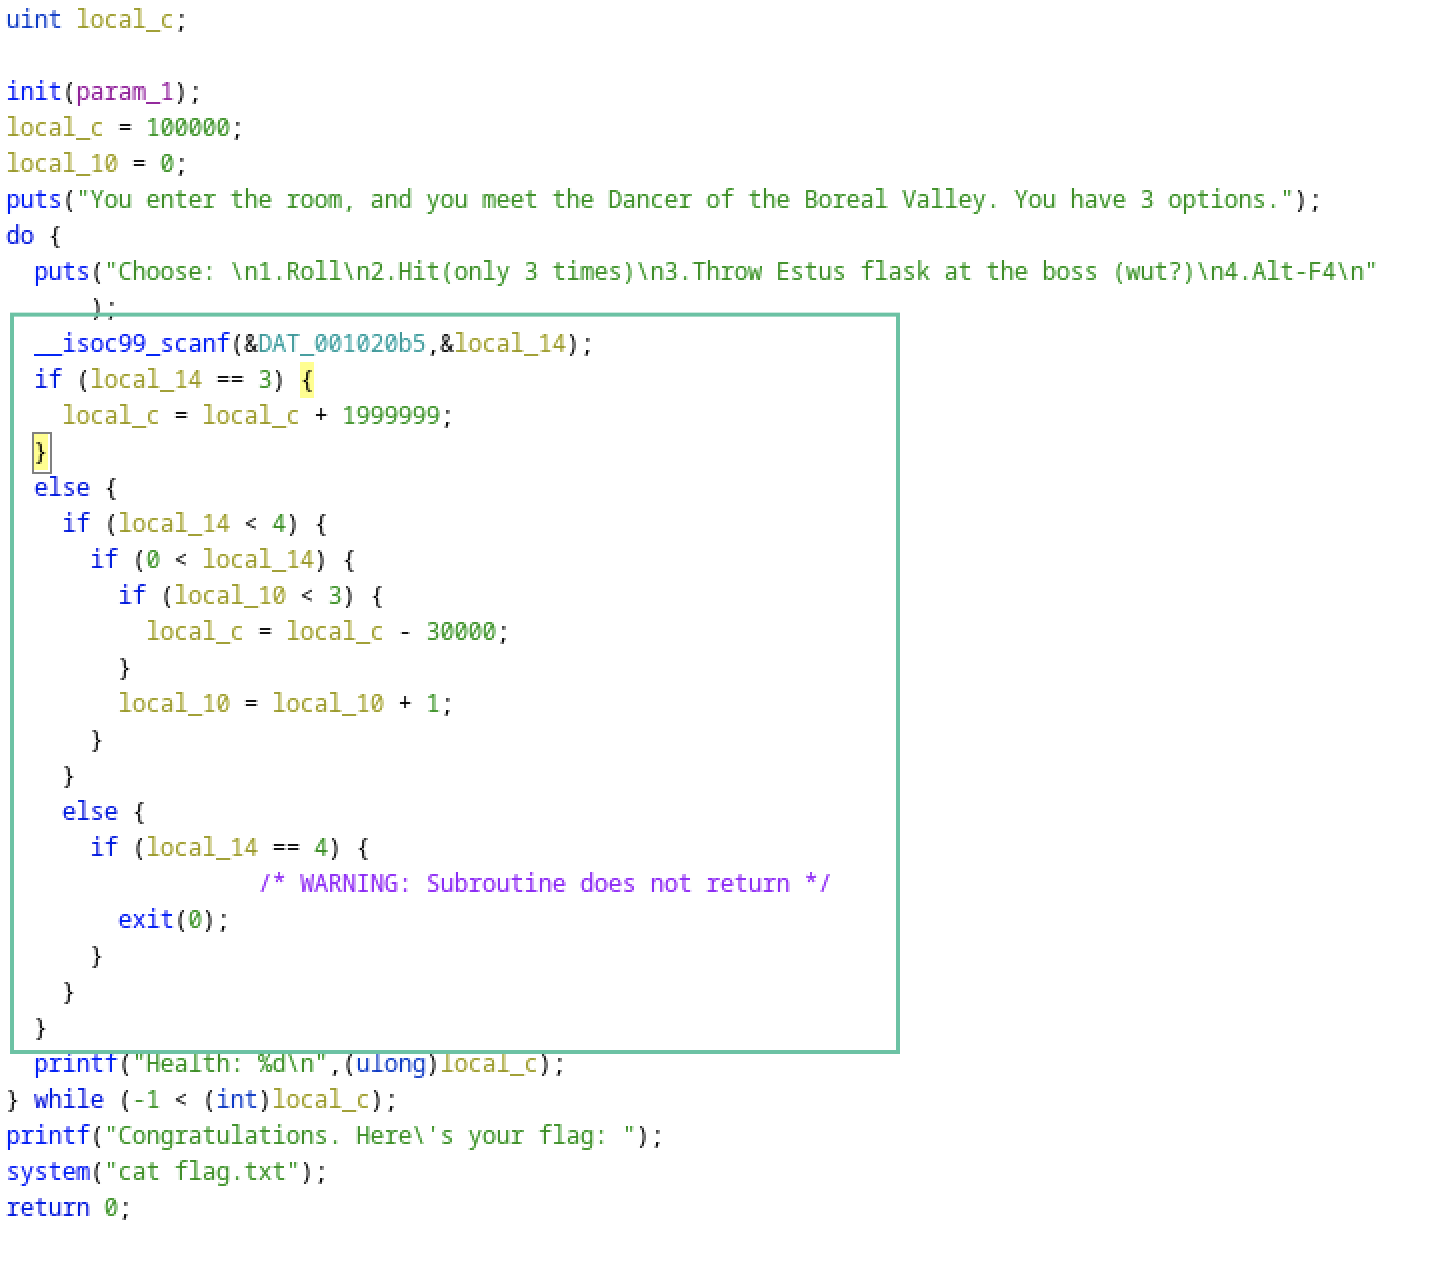 uint local_c;
init(param_1);
local_c = 100000;
local_10 = 0;
puts("You enter the room, and you meet the Dancer of the Boreal Valley. You have 3 options.");
do {
puts("Choose: \n1.Roll\n2.Hit(only 3 times)\n3.Throw Estus flask at the boss (wut?)\n4.Alt-F4\n"
);
__isoc99_scanf(&DAT_001020b5,&local_14);
if (local_14 == 3) {
local_c = local_c + 1999999;
}
else {
if (local_14 < 4) {
if (0 < local_14) {
if (local_10 < 3) {
local_c = local_c - 30000;
}
local_10 = local_10 + 1;
}
}
else {
if (local_14 == 4) {
/* WARNING: Subroutine does not return */
exit(0);
}
}
}
printf("Health: %d\n",(ulong)local_c);
} while (-1 < (int)local_c);
printf("Congratulations. Here\'s your flag: ");
system("cat flag.txt");
return 0;